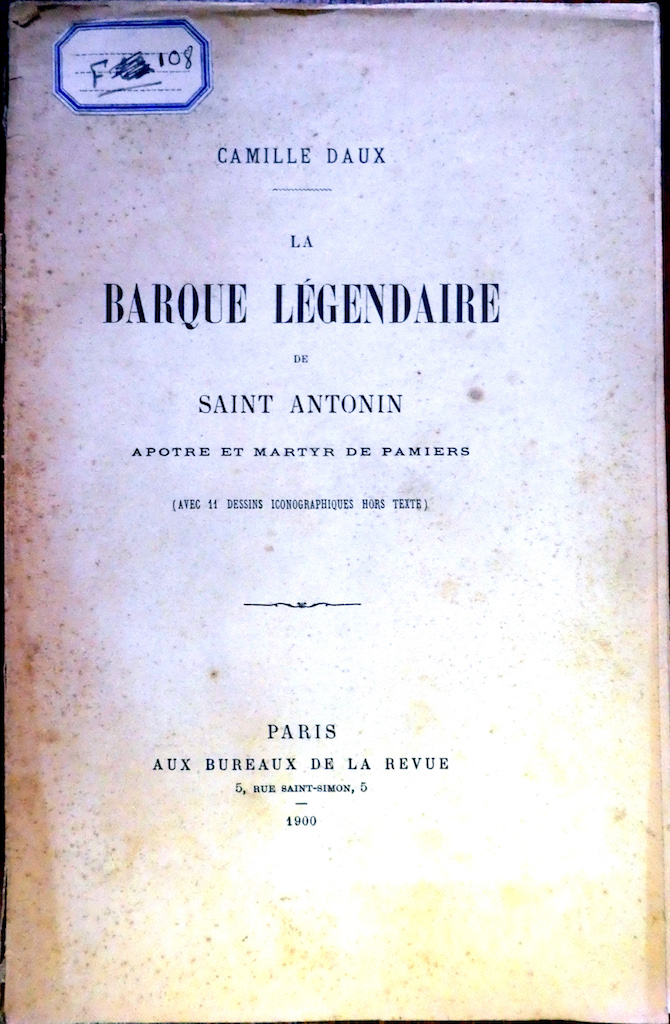 F 108
CAMILLE DAUX
LA
BARQUE LÉGENDAIRE
DE
SAINT ANTONIN
APOTRE ET MARTYR DE PAMIERS
(AVEC 11 DESSINS ICONOGRAPHIQUES HORS TEXTE)
PARIS
AUX BUREAUX DE LA REVUE
5, RUE SAINT-SIMON, 5
1900